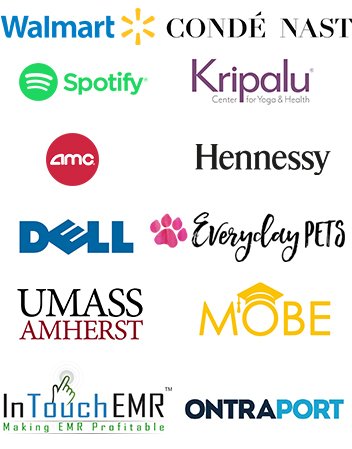 Walmart CONDÉ NAST
Spotify® Kripalu®
Center for Yoga & Health
amc Hennessy
DELL Everyday PETS
UMASS
AMHERST MOBE
InTouchEMR™
Making EMR Profitable
ONTRAPORT